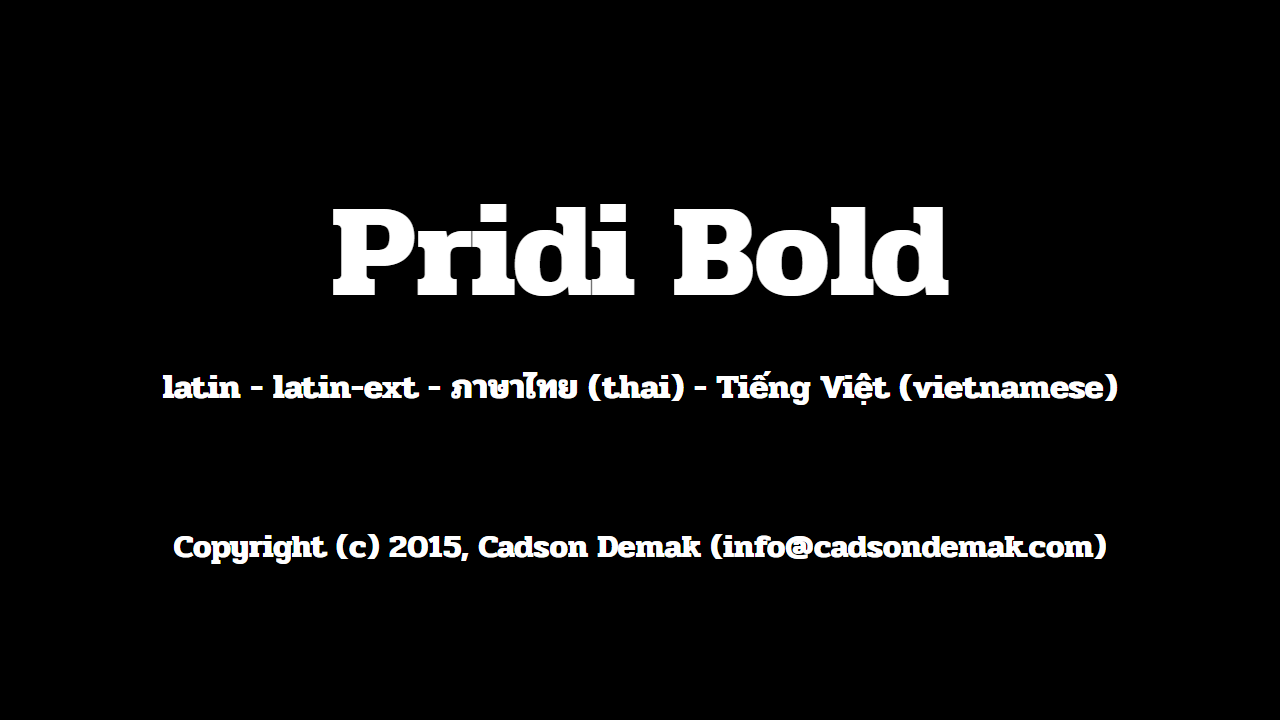 Pridi Bold
latin - latin-ext - ภาษาไทย (thai) - Tiếng Việt (vietnamese)
Copyright (c) 2015, Cadson Demak (info@cadsondemak.com)